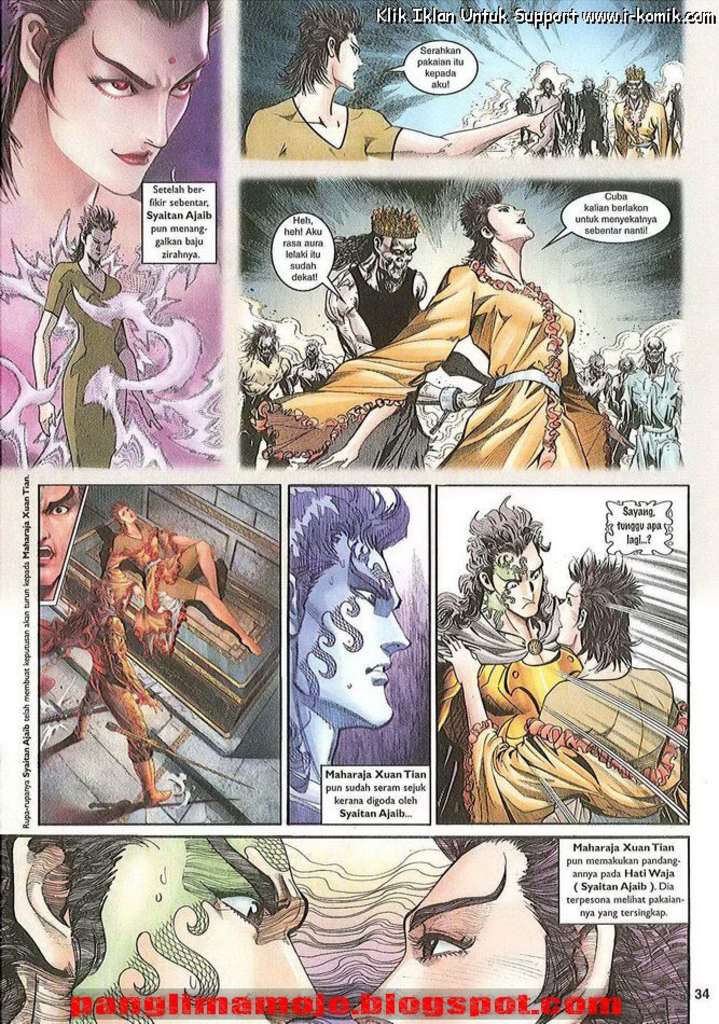 Klik Iklan Untuk Support www.i-komik.com
Serahkan
pakaian itu
kepada
aku!
Setelah ber-
fikir sebentar,
Syaitan Ajaib
pun menang-
galkan baju
zirahnya.
Heh,
heh! Aku
rasa aura
lelaki itu
sudah
dekat!
Cuba
kalian berlakon
untuk menyekatnya
sebentar nanti!
Rupa-rupanya Syaitan Ajaib telah membuat keputusan akan turun kepada Maharaja Xuan Tian.
Maharaja Xuan Tian
pun sudah seram sejuk
kerana digoda oleh
Syaitan Ajaib...
Sayang,
tunggu apa
lagi...?
Maharaja Xuan Tian
pun memakukan pandang-
annya pada Hati Waja
( Syaitan Ajaib ). Dia
terpesona melihat pakaian-
nya yang tersingkap.
34
panglimamojo.blogspot.com